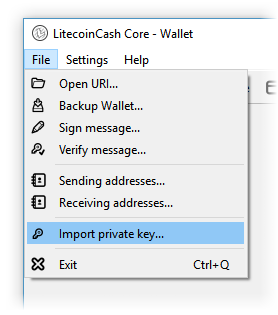 LitecoinCash Core - Wallet
File Settings Help
Open URI...
Backup Wallet...
Sign message...
Verify message...
Sending addresses...
Receiving addresses...
Import private key...
Exit Ctrl+Q